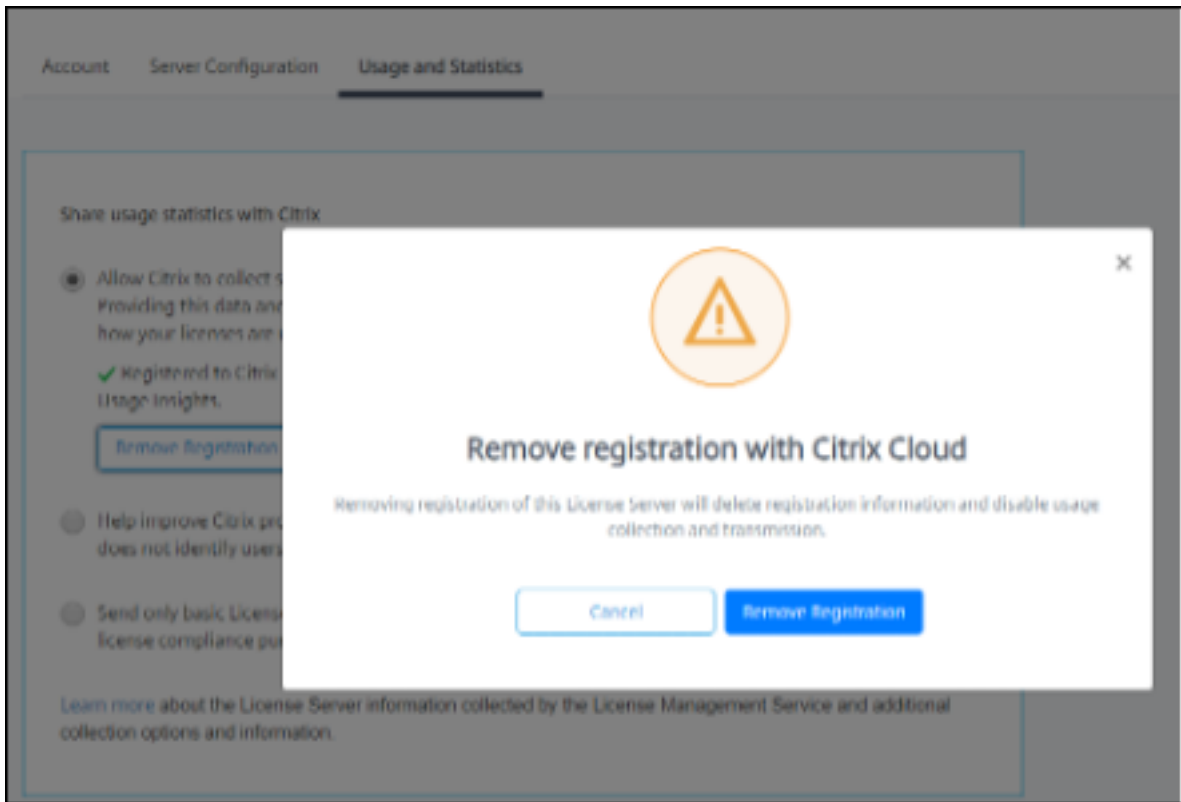 Account Server Configuration Usage and Statistics
Share usage statistics with Citrix
Allow Citrix to collect s
Providing this data and
how your licenses are
Registered to Citrix
Usage Insights.
Remove Registration
Help improve Citrix pro
does not identify users
Send only basic Licens
license compliance pu
×
Remove registration with Citrix Cloud
Removing registration of this License Server will delete registration information and disable usage
collection and transmission.
Cancel Remove Registration
Learn more about the License Server information collected by the License Management Service and additional
collection options and information.